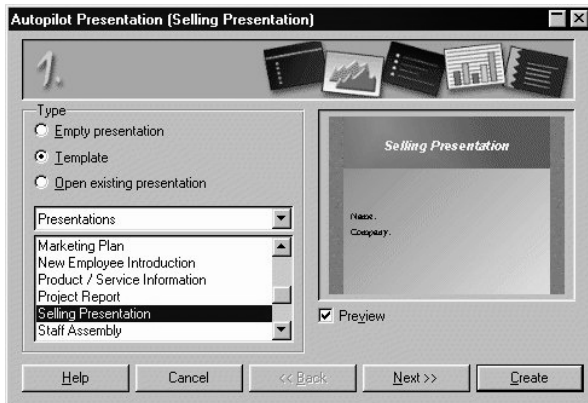 Autopilot Presentation (Selling Presentation)
1.
Type
Empty presentation
Template
Open existing presentation
Presentations
Marketing Plan
New Employee Introduction
Product / Service Information
Project Report
Selling Presentation
Staff Assembly
Selling Presentation
Name.
Company.
Preview
Help
Cancel
<< Back
Next >>
Create